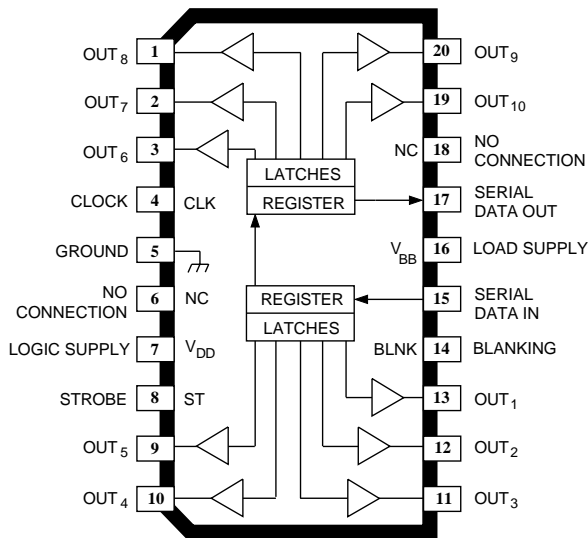 OUT8 1 20 OUT9
OUT7 2 19 OUT10
OUT6 3 NC 18 NO CONNECTION
LATCHES
REGISTER
CLOCK 4 CLK 17 SERIAL DATA OUT
GROUND 5 VBB 16 LOAD SUPPLY
NO CONNECTION 6 NC 15 SERIAL DATA IN
REGISTER
LATCHES
LOGIC SUPPLY 7 VDD BLNK 14 BLANKING
STROBE 8 ST 13 OUT1
OUT5 9 12 OUT2
OUT4 10 11 OUT3